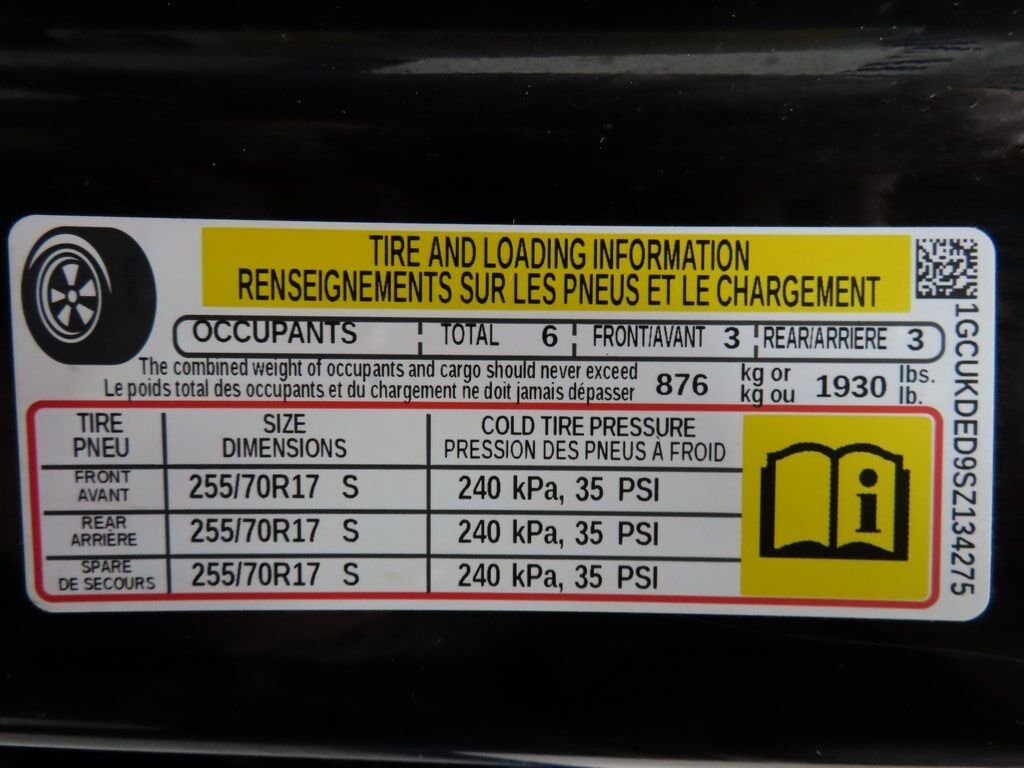 TIRE AND LOADING INFORMATION
RENSEIGNEMENTS SUR LES PNEUS ET LE CHARGEMENT
OCCUPANTS TOTAL 6 FRONT/AVANT 3 REAR/ARRIÈRE 3
The combined weight of occupants and cargo should never exceed 876 kg or 1930 lbs.
Le poids total des occupants et du chargement ne doit jamais dépasser kg ou lb.
TIRE SIZE COLD TIRE PRESSURE
PNEU DIMENSIONS PRESSION DES PNEUS À FROID
FRONT
AVANT 255/70R17 S 240 kPa, 35 PSI
REAR
ARRIÈRE 255/70R17 S 240 kPa, 35 PSI
SPARE
DE SECOURS 255/70R17 S 240 kPa, 35 PSI
i
1GCUKDED9SZ134275